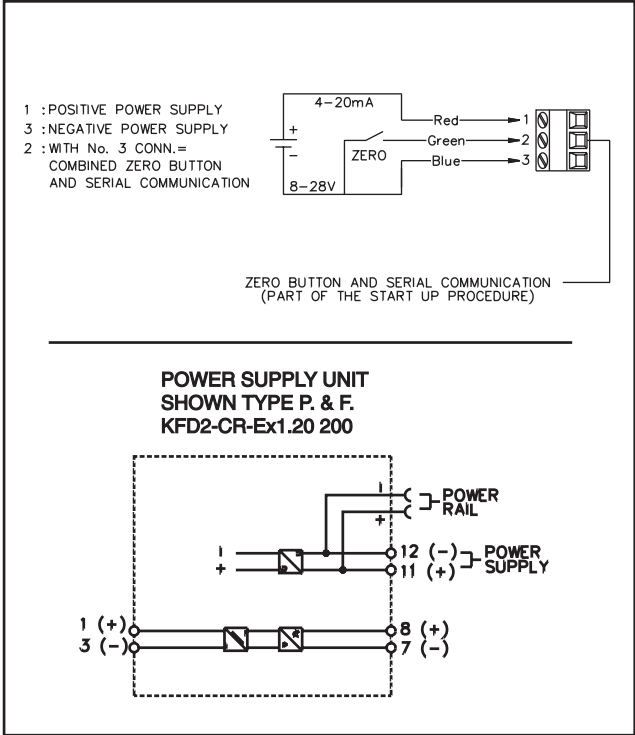 4-20mA
1 :POSITIVE POWER SUPPLY
3 :NEGATIVE POWER SUPPLY
2 :WITH No. 3 CONN.=
COMBINED ZERO BUTTON
AND SERIAL COMMUNICATION
+
−
ZERO
8-28V
Red 1
Green 2
Blue 3
ZERO BUTTON AND SERIAL COMMUNICATION
(PART OF THE START UP PROCEDURE)
POWER SUPPLY UNIT
SHOWN TYPE P. & F.
KFD2-CR-Ex1.20 200
I
+
POWER
RAIL
I
+
12 (-)
11 (+)
POWER
SUPPLY
1 (+)
3 (-)
8 (+)
7 (-)